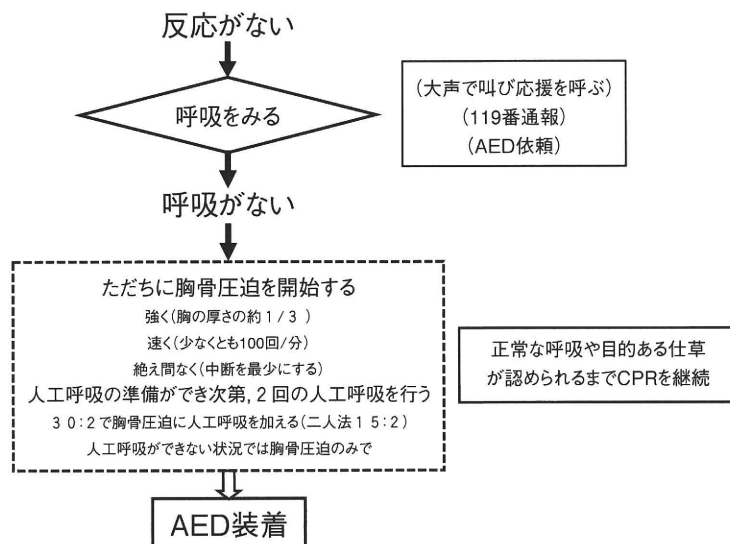 反応がない
呼吸をみる
(大声で叫び応援を呼ぶ)
(119番通報)
(AED依頼)
呼吸がない
ただちに胸骨圧迫を開始する
強く(胸の厚さの約1/3)
速く(少なくとも100回/分)
絶え間なく(中断を最少にする)
人工呼吸の準備ができ次第,2回の人工呼吸を行う
30:2で胸骨圧迫に人工呼吸を加える(二人法15:2)
人工呼吸ができない状況では胸骨圧迫のみで
正常な呼吸や目的ある仕草
が認められるまでCPRを継続
AED装着